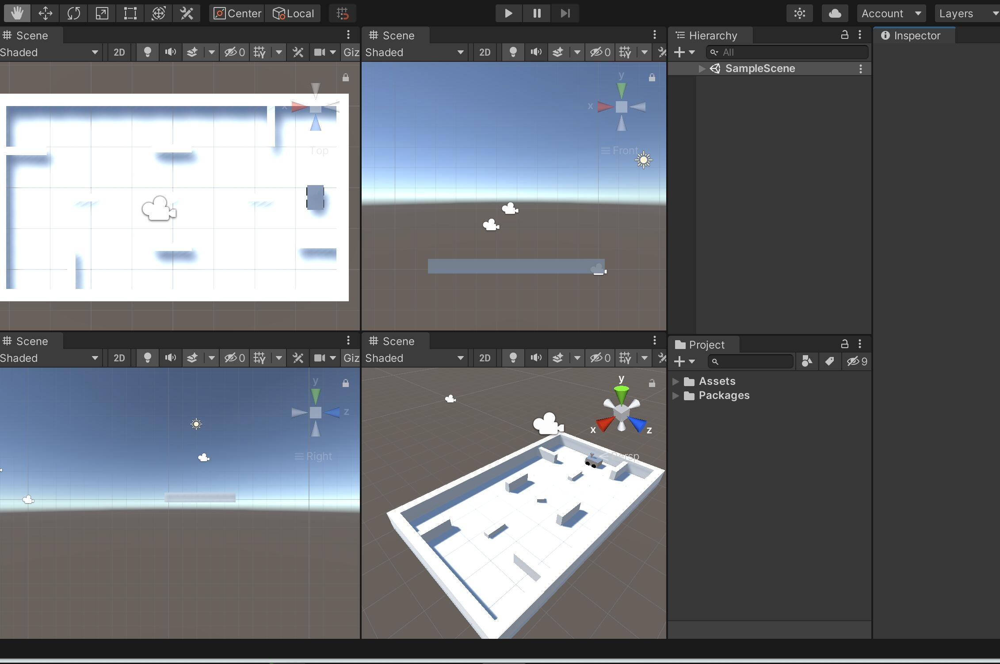 Center Local Account Layers
Scene
Shaded 2D 0 Giz
x
Top
Scene
Shaded 2D 0
y
x
Front
Hierarchy
All
SampleScene
Inspector
Scene
Shaded 2D 0 Giz
y
z
Right
Scene
Shaded 2D 0
y
x z
Persp
Project
9
Assets
Packages